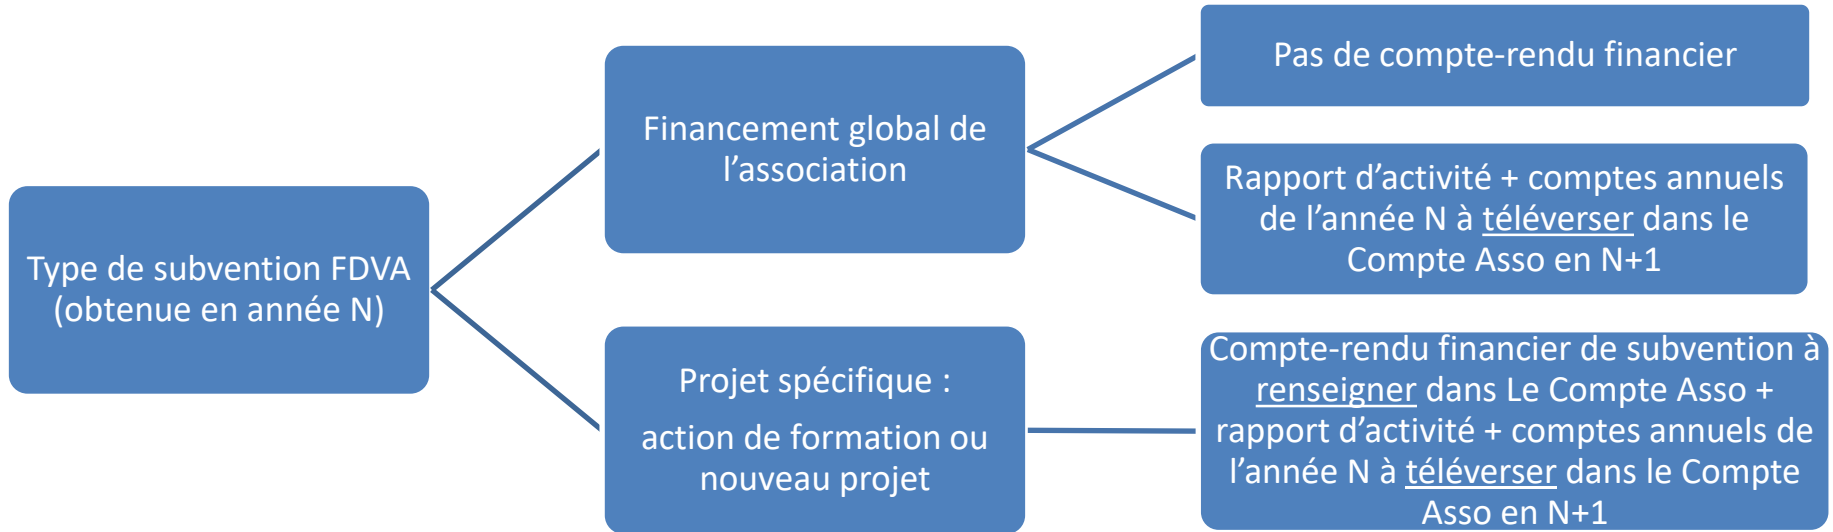 Type de subvention FDVA
(obtenue en année N)
Financement global de
l’association
Pas de compte-rendu financier
Rapport d’activité + comptes annuels
de l’année N à téléverser dans le
Compte Asso en N+1
Projet spécifique :
action de formation ou
nouveau projet
Compte-rendu financier de subvention à
renseigner dans Le Compte Asso +
rapport d’activité + comptes annuels de
l’année N à téléverser dans le Compte
Asso en N+1